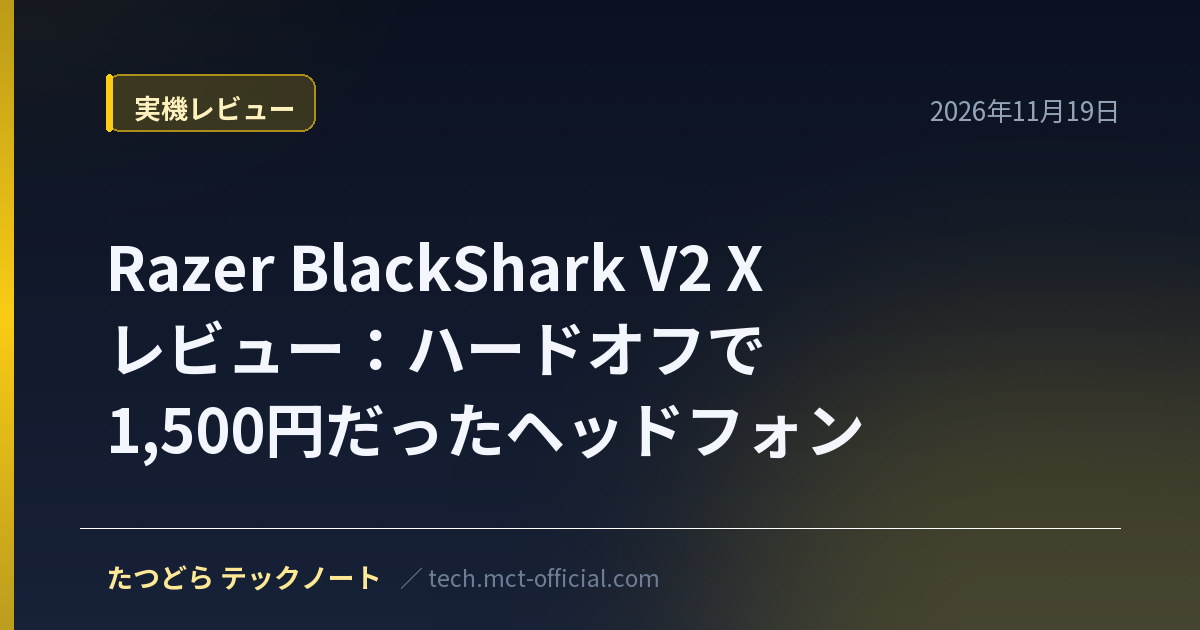 実機レビュー
2026年11月19日
Razer BlackShark V2 X
レビュー：ハードオフで
1,500円だったヘッドフォン
たつどら テックノート ／ tech.mct-official.com